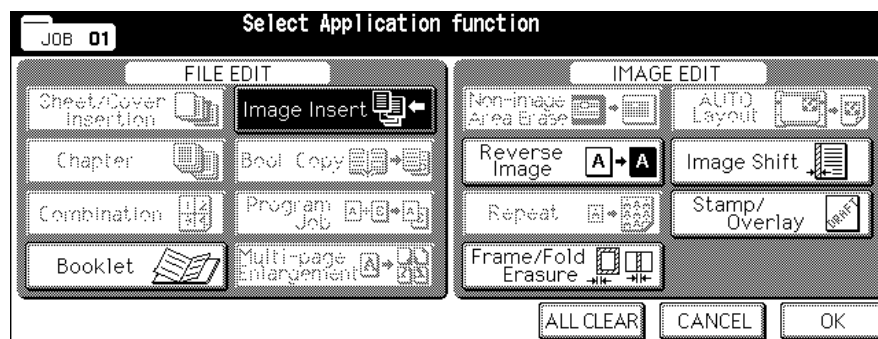 Select Application function
JOB 01
FILE EDIT
Sheet/Cover
Insertion
Image Insert
Chapter
Book Copy
Combination
Program
Job
Booklet
Multi-page
Enlargement
IMAGE EDIT
Non-image
Area Erase
AUTO
Layout
Reverse
Image
Image Shift
Repeat
Stamp/
Overlay
DRAFT
Frame/Fold
Erasure
ALL CLEAR
CANCEL
OK